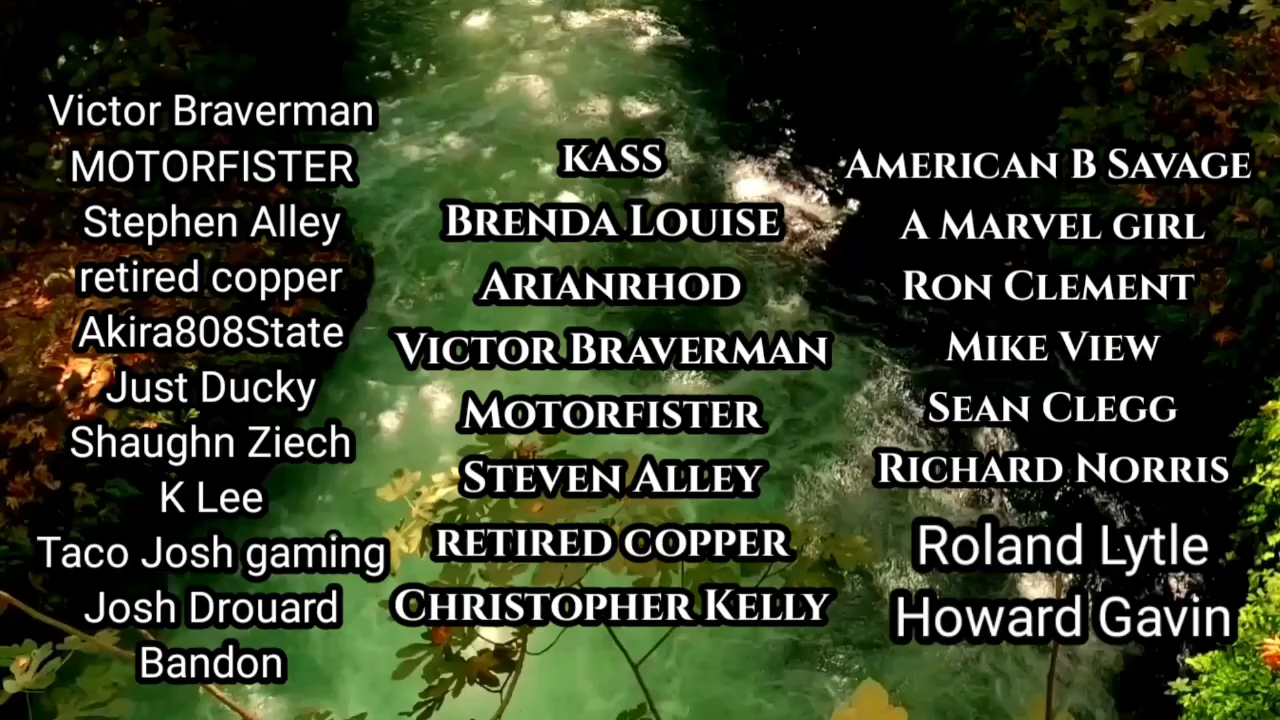 Victor Braverman
MOTORFISTER
Stephen Alley
retired copper
Akira808State
Just Ducky
Shaughn Ziech
K Lee
Taco Josh gaming
Josh Drouard
Bandon
KASS
BRENDA LOUISE
ARIANRHOD
VICTOR BRAVERMAN
MOTORFISTER
STEVEN ALLEY
RETIRED COPPER
CHRISTOPHER KELLY
AMERICAN B SAVAGE
A MARVEL GIRL
RON CLEMENT
MIKE VIEW
SEAN CLEGG
RICHARD NORRIS
Roland Lytle
Howard Gavin